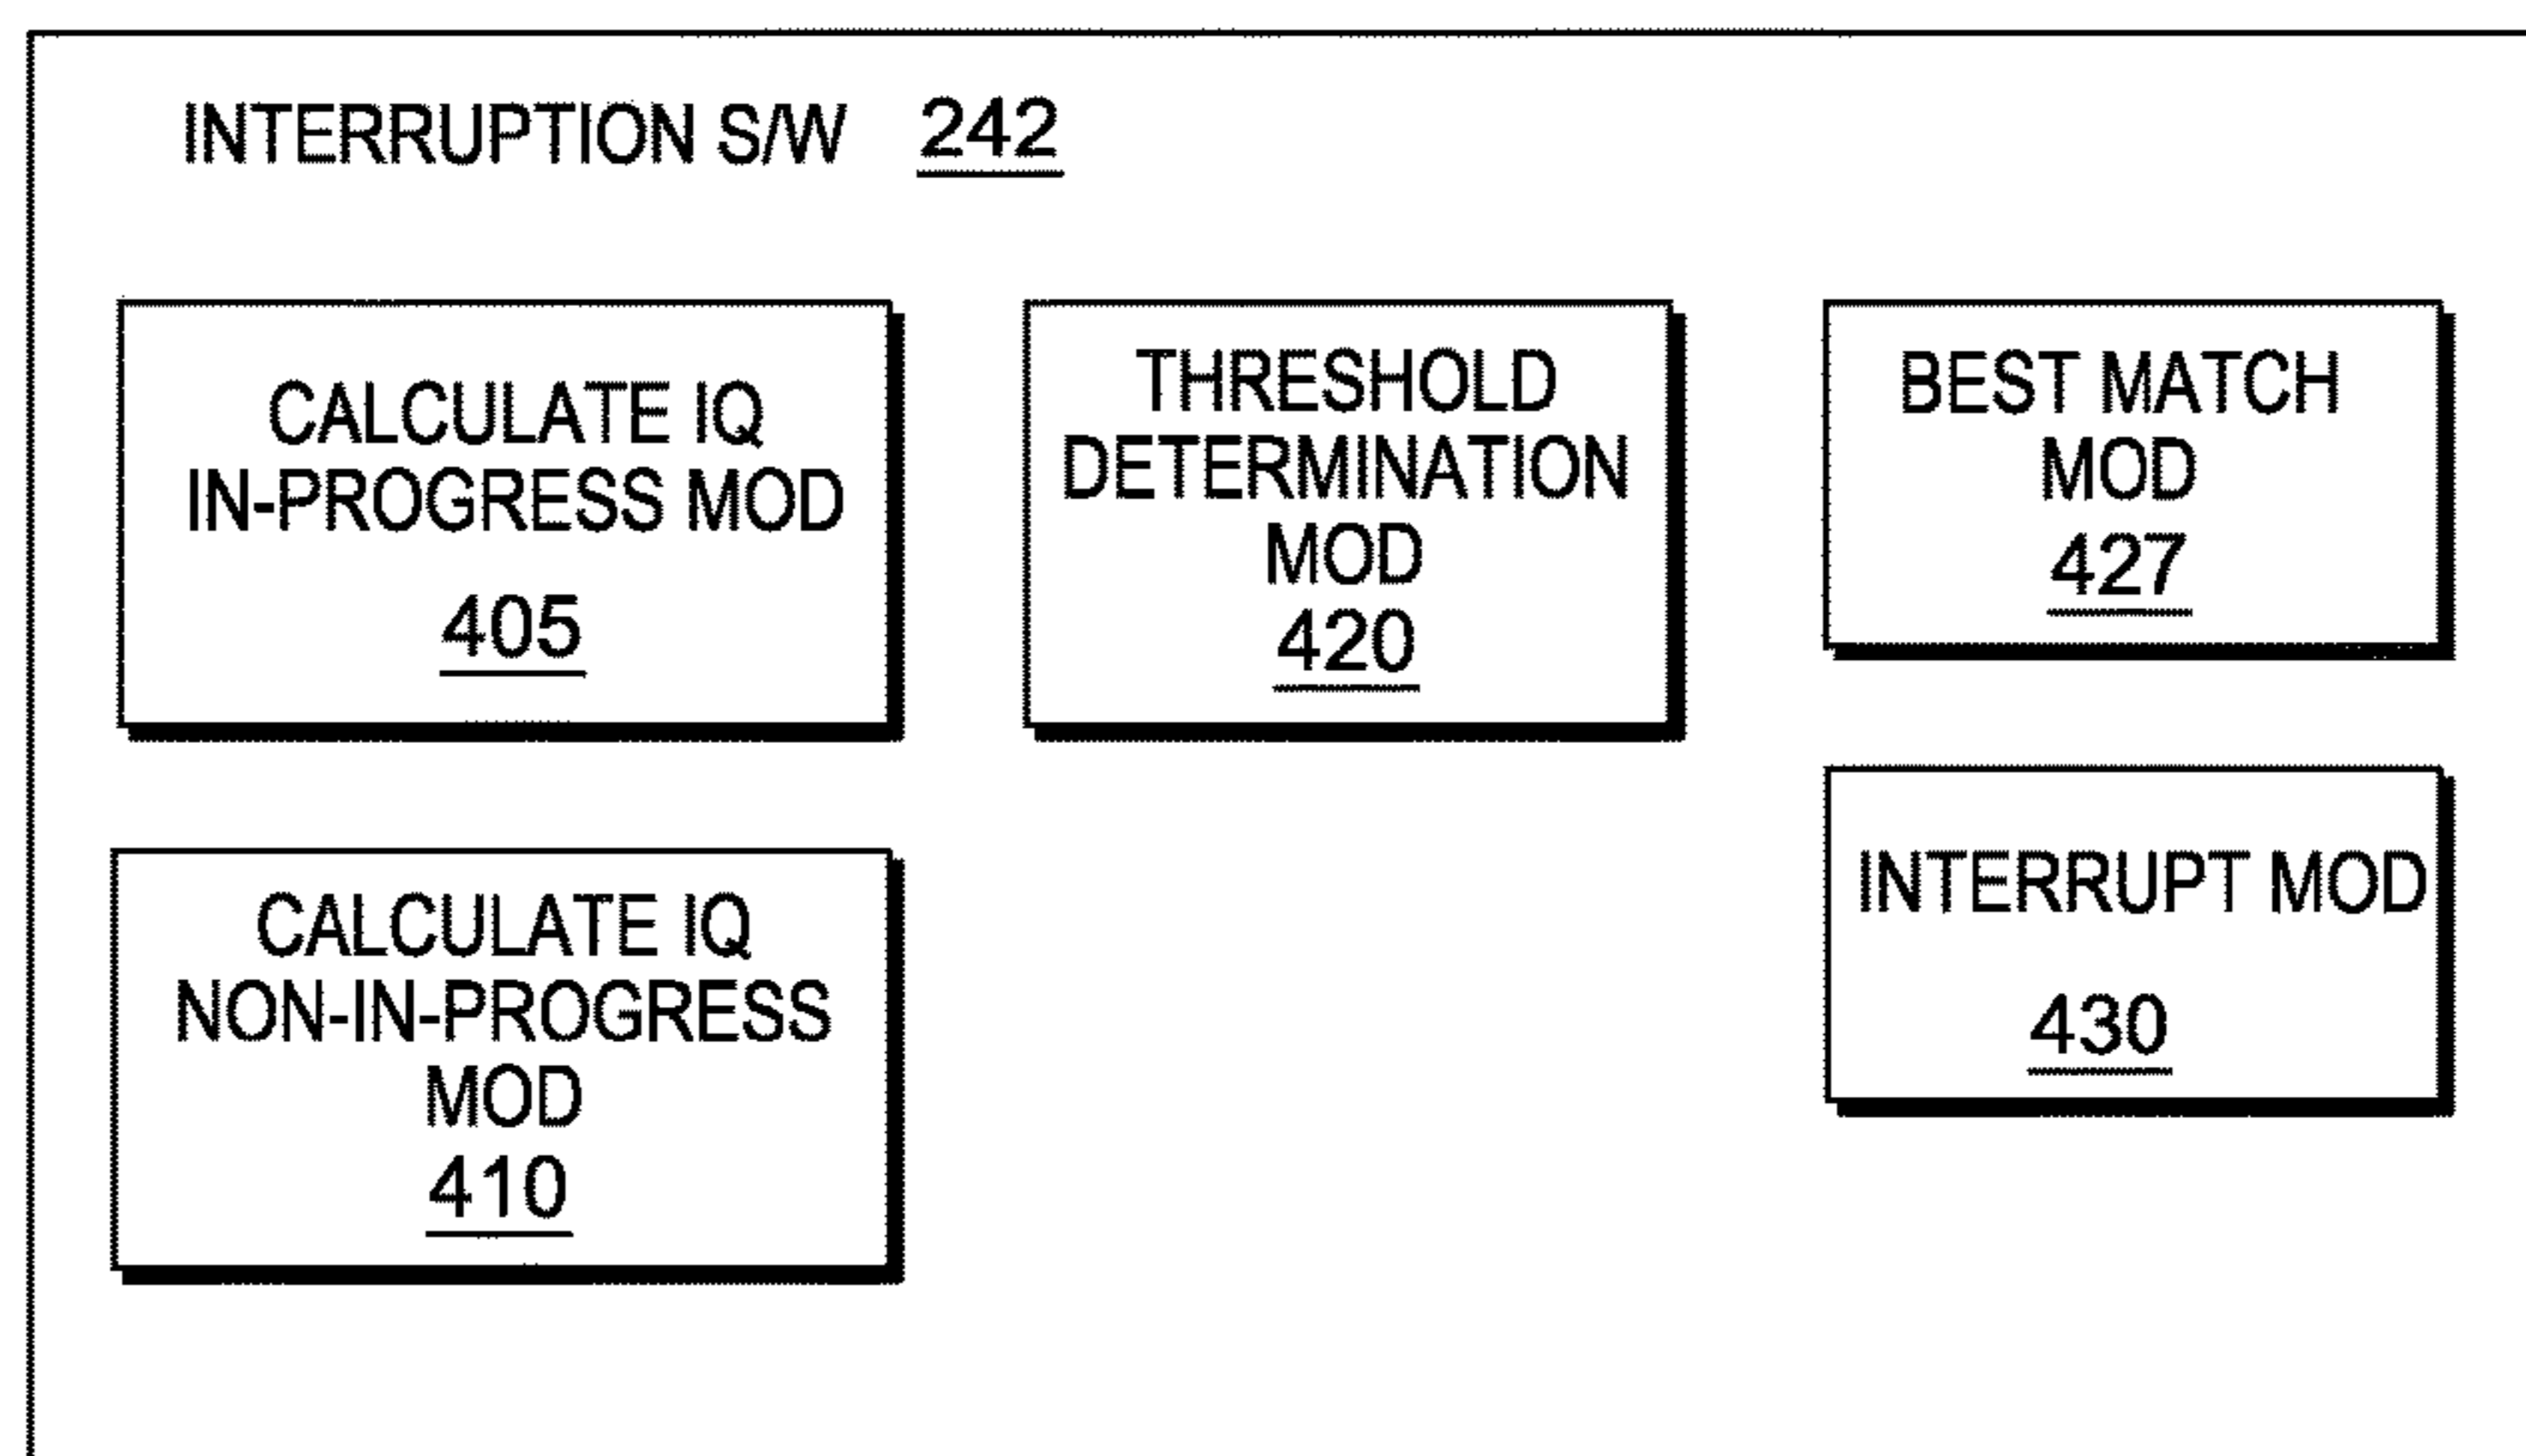 INTERRUPTION S/W 242
CALCULATE IQ
IN-PROGRESS MOD
405
THRESHOLD
DETERMINATION
MOD
420
BEST MATCH
MOD
427
CALCULATE IQ
NON-IN-PROGRESS
MOD
410
INTERRUPT MOD
430